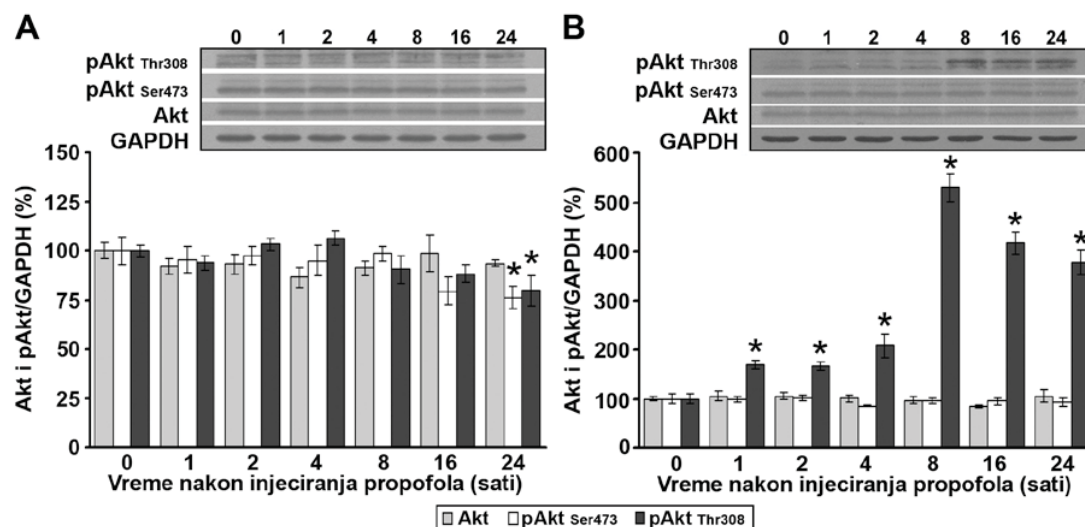 A
0 1 2 4 8 16 24
pAkt Thr308
pAkt Ser473
Akt
GAPDH
Akt i pAkt/GAPDH (%)
150
125
100
75
50
25
0
* *
0 1 2 4 8 16 24
Vreme nakon injeciranja propofola (sati)
B
0 1 2 4 8 16 24
pAkt Thr308
pAkt Ser473
Akt
GAPDH
Akt i pAkt/GAPDH (%)
600
500
400
300
200
100
0
* * * * * *
0 1 2 4 8 16 24
Vreme nakon injeciranja propofola (sati)
Akt pAkt Ser473 pAkt Thr308